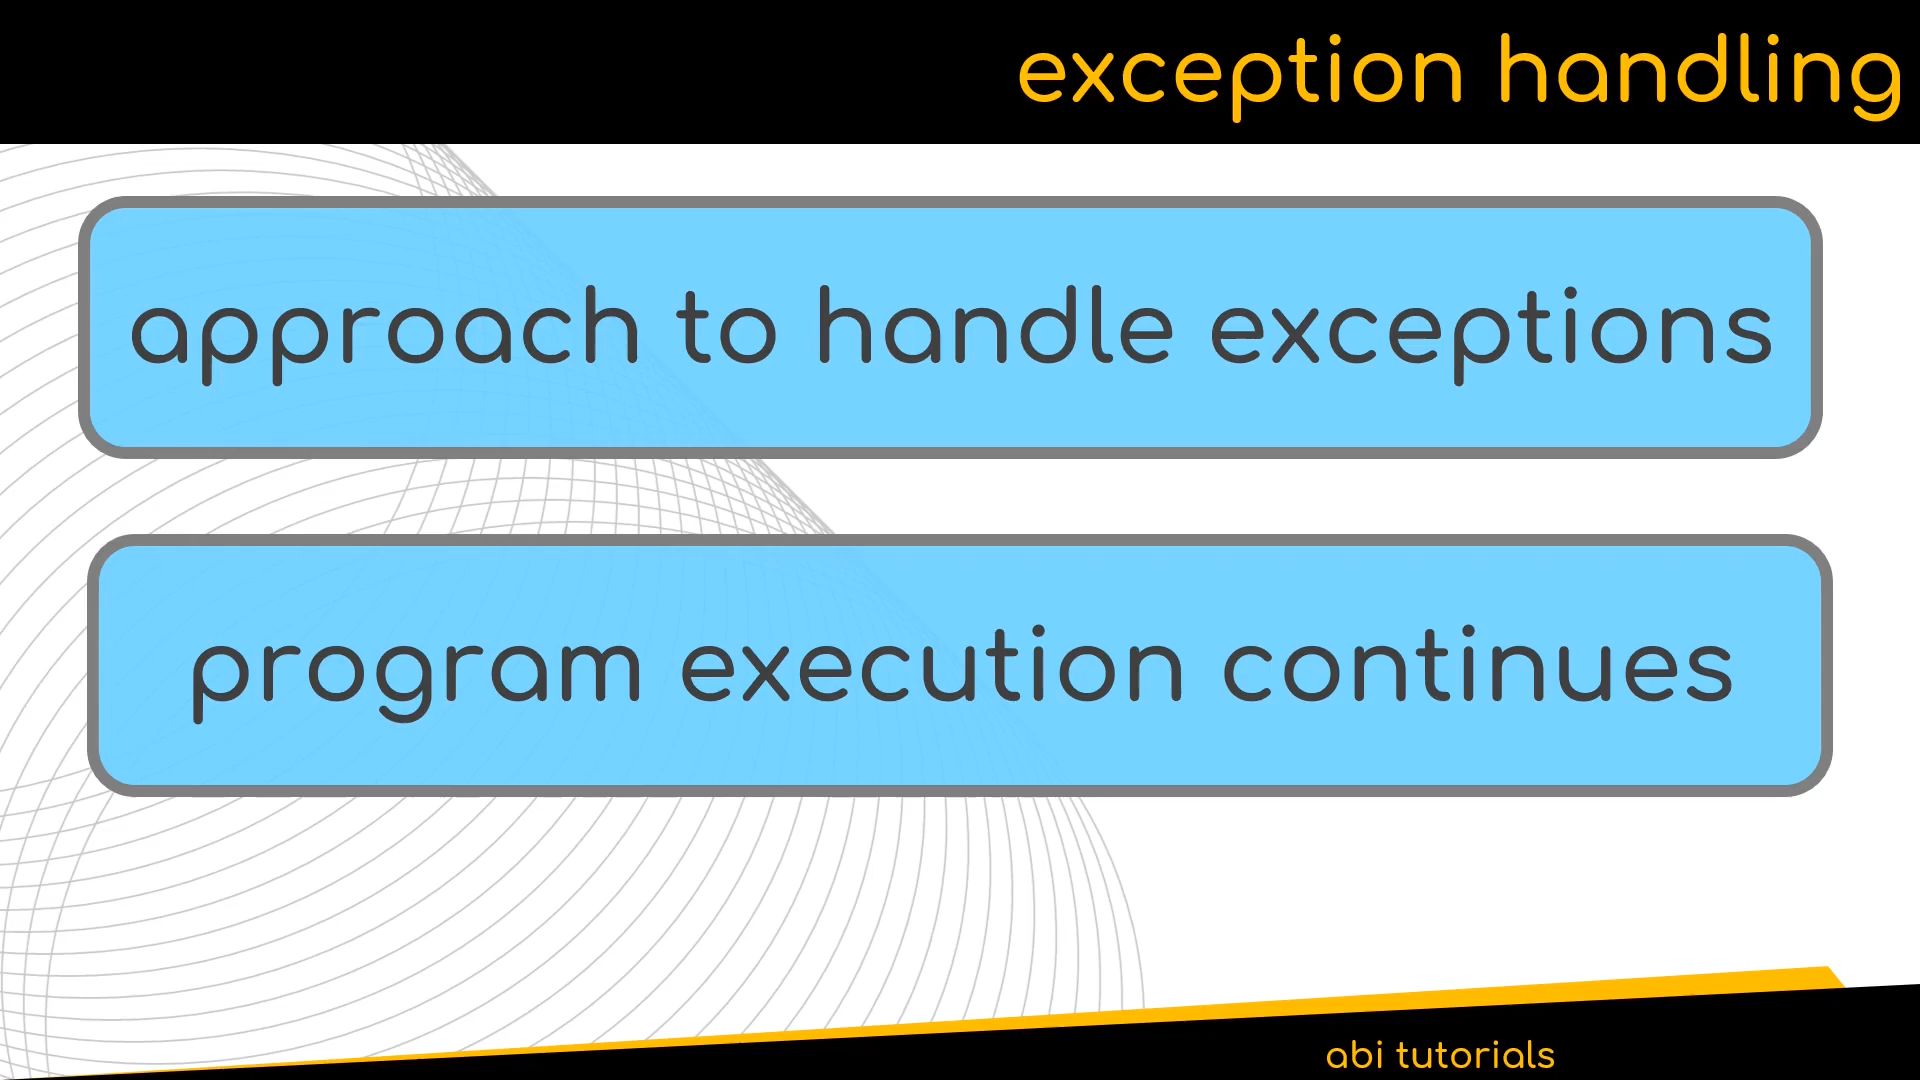 exception handling
approach to handle exceptions
program execution continues
abi tutorials